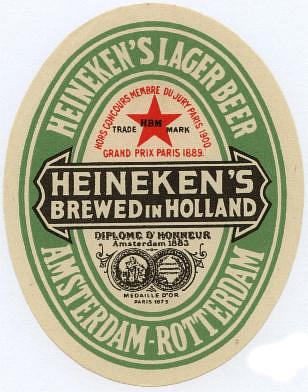 HEINEKEN'S LAGER BEER
HORS CONCOURS MEMBRE DU JURY PARIS 1900
HBM
TRADE MARK
GRAND PRIX PARIS 1889.
HEINEKEN'S
BREWED IN HOLLAND
DIPLOME D'HONNEUR
Amsterdam 1883
MEDAILLE D'OR
PARIS 1875
AMSTERDAM-ROTTERDAM